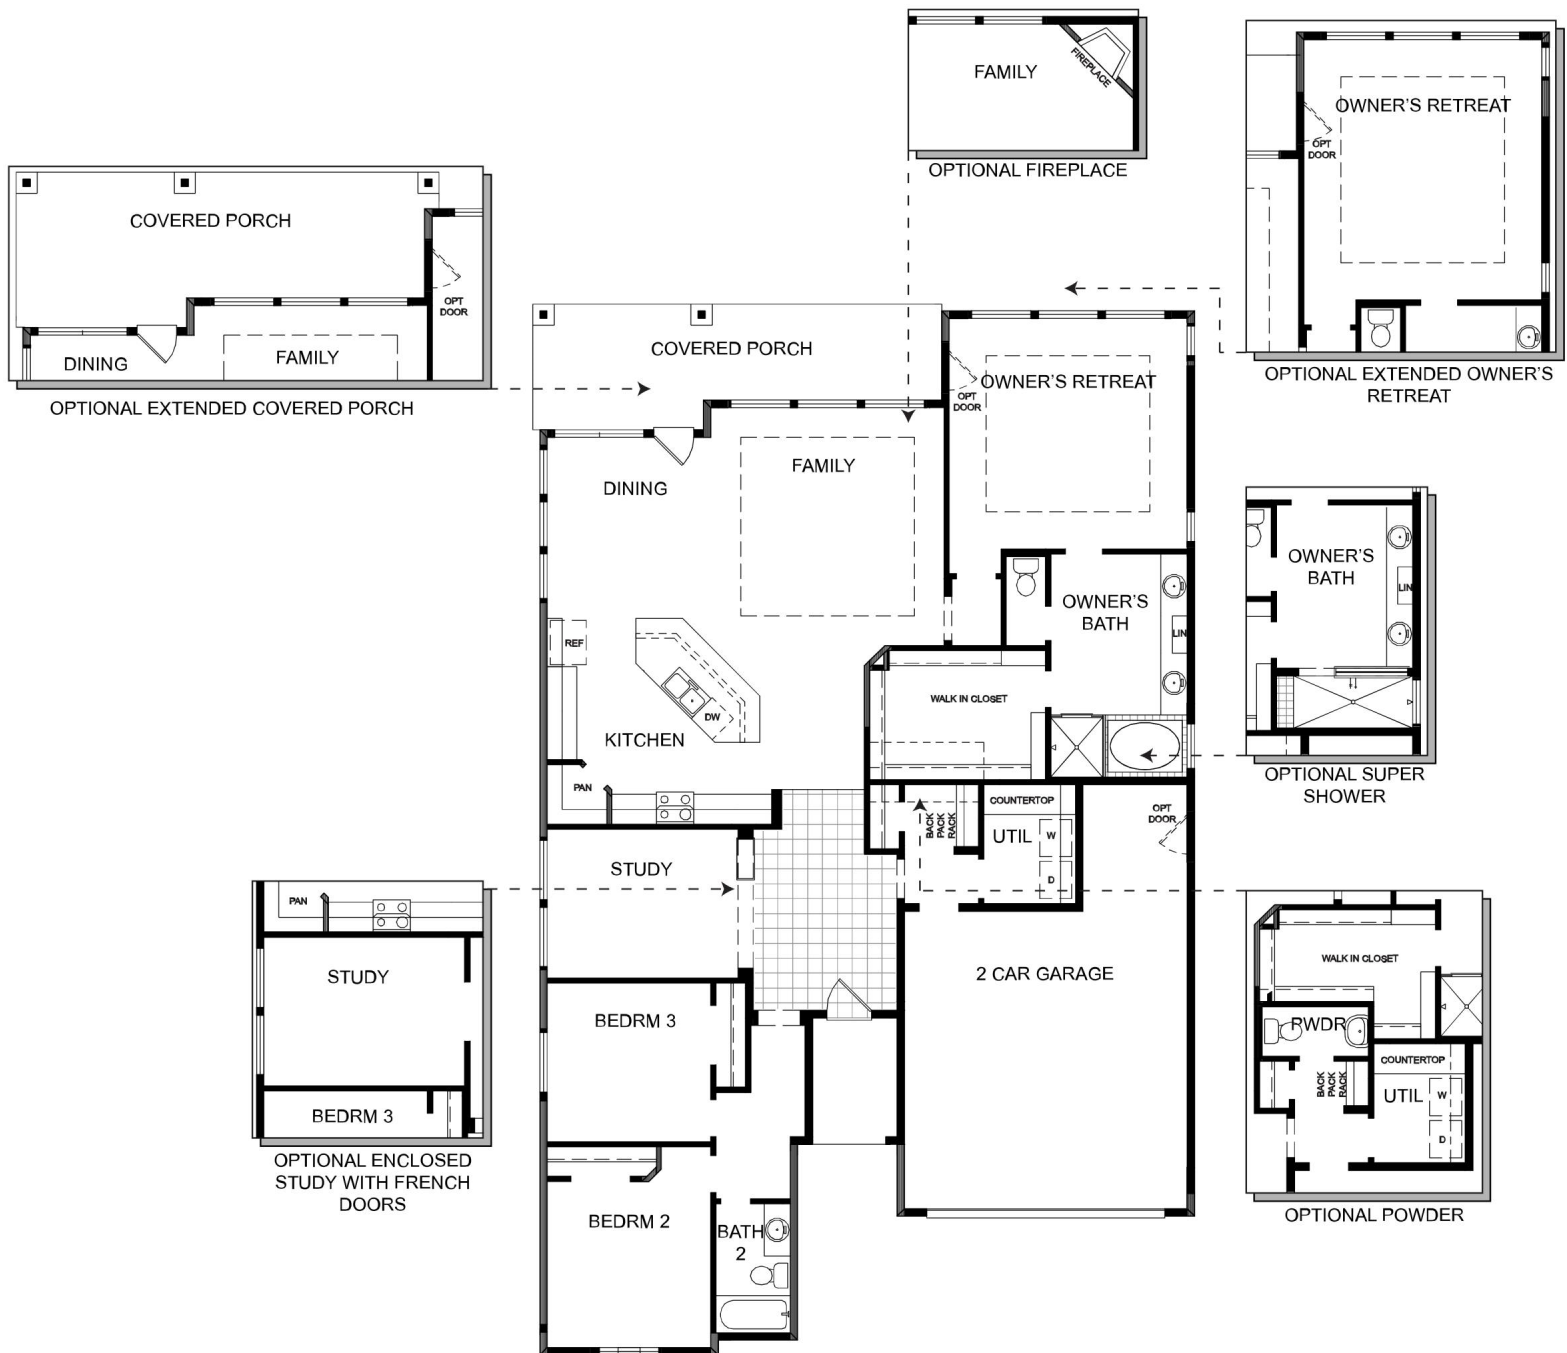 FAMILY
FIREPLACE
OPTIONAL FIREPLACE
OWNER'S RETREAT
OPT
DOOR
OPTIONAL EXTENDED OWNER'S
RETREAT
COVERED PORCH
OPT
DOOR
DINING
FAMILY
OPTIONAL EXTENDED COVERED PORCH
COVERED PORCH
OWNER'S RETREAT
OPT
DOOR
FAMILY
DINING
REF
DW
KITCHEN
PAN
OWNER'S
BATH
LIN
WALK IN CLOSET
OWNER'S
BATH
LIN
OPTIONAL SUPER
SHOWER
BACK
PACK
RACK
COUNTERTOP
UTIL
W
D
OPT
DOOR
STUDY
2 CAR GARAGE
BEDRM 3
BEDRM 2
BATH
2
PAN
STUDY
BEDRM 3
OPTIONAL ENCLOSED
STUDY WITH FRENCH
DOORS
WALK IN CLOSET
PWDR
COUNTERTOP
BACK
PACK
RACK
UTIL
W
D
OPTIONAL POWDER